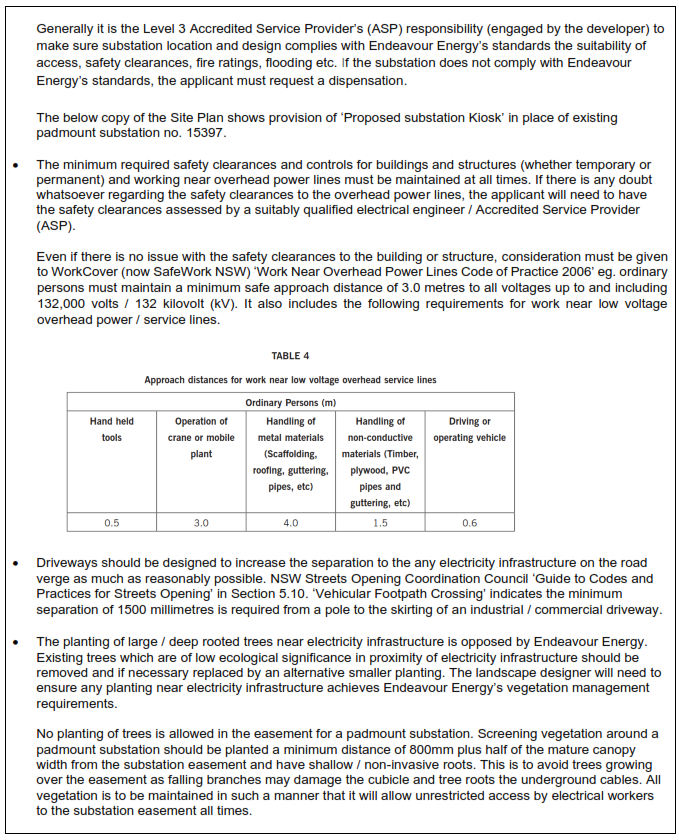 Generally it is the Level 3 Accredited Service Provider's (ASP) responsibility (engaged by the developer) to
make sure substation location and design complies with Endeavour Energy's standards the suitability of
access, safety clearances, fire ratings, flooding etc. If the substation does not comply with Endeavour
Energy's standards, the applicant must request a dispensation.
The below copy of the Site Plan shows provision of 'Proposed substation Kiosk' in place of existing
padmount substation no. 15397.
• The minimum required safety clearances and controls for buildings and structures (whether temporary or
permanent) and working near overhead power lines must be maintained at all times. If there is any doubt
whatsoever regarding the safety clearances to the overhead power lines, the applicant will need to have
the safety clearances assessed by a suitably qualified electrical engineer / Accredited Service Provider
(ASP).
Even if there is no issue with the safety clearances to the building or structure, consideration must be given
to WorkCover (now SafeWork NSW) 'Work Near Overhead Power Lines Code of Practice 2006' eg. ordinary
persons must maintain a minimum safe approach distance of 3.0 metres to all voltages up to and including
132,000 volts / 132 kilovolt (kV). It also includes the following requirements for work near low voltage
overhead power / service lines.
TABLE 4
Approach distances for work near low voltage overhead service lines
Ordinary Persons (m)
Hand held Operation of Handling of Handling of Driving or
tools crane or mobile metal materials non-conductive operating vehicle
plant (Scaffolding, materials (Timber,
roofing, guttering, plywood, PVC
pipes, etc) pipes and
guttering, etc)
0.5 3.0 4.0 1.5 0.6
• Driveways should be designed to increase the separation to the any electricity infrastructure on the road
verge as much as reasonably possible. NSW Streets Opening Coordination Council 'Guide to Codes and
Practices for Streets Opening' in Section 5.10. 'Vehicular Footpath Crossing' indicates the minimum
separation of 1500 millimetres is required from a pole to the skirting of an industrial / commercial driveway.
• The planting of large / deep rooted trees near electricity infrastructure is opposed by Endeavour Energy.
Existing trees which are of low ecological significance in proximity of electricity infrastructure should be
removed and if necessary replaced by an alternative smaller planting. The landscape designer will need to
ensure any planting near electricity infrastructure achieves Endeavour Energy's vegetation management
requirements.
No planting of trees is allowed in the easement for a padmount substation. Screening vegetation around a
padmount substation should be planted a minimum distance of 800mm plus half of the mature canopy
width from the substation easement and have shallow / non-invasive roots. This is to avoid trees growing
over the easement as falling branches may damage the cubicle and tree roots the underground cables. All
vegetation is to be maintained in such a manner that it will allow unrestricted access by electrical workers
to the substation easement all times.